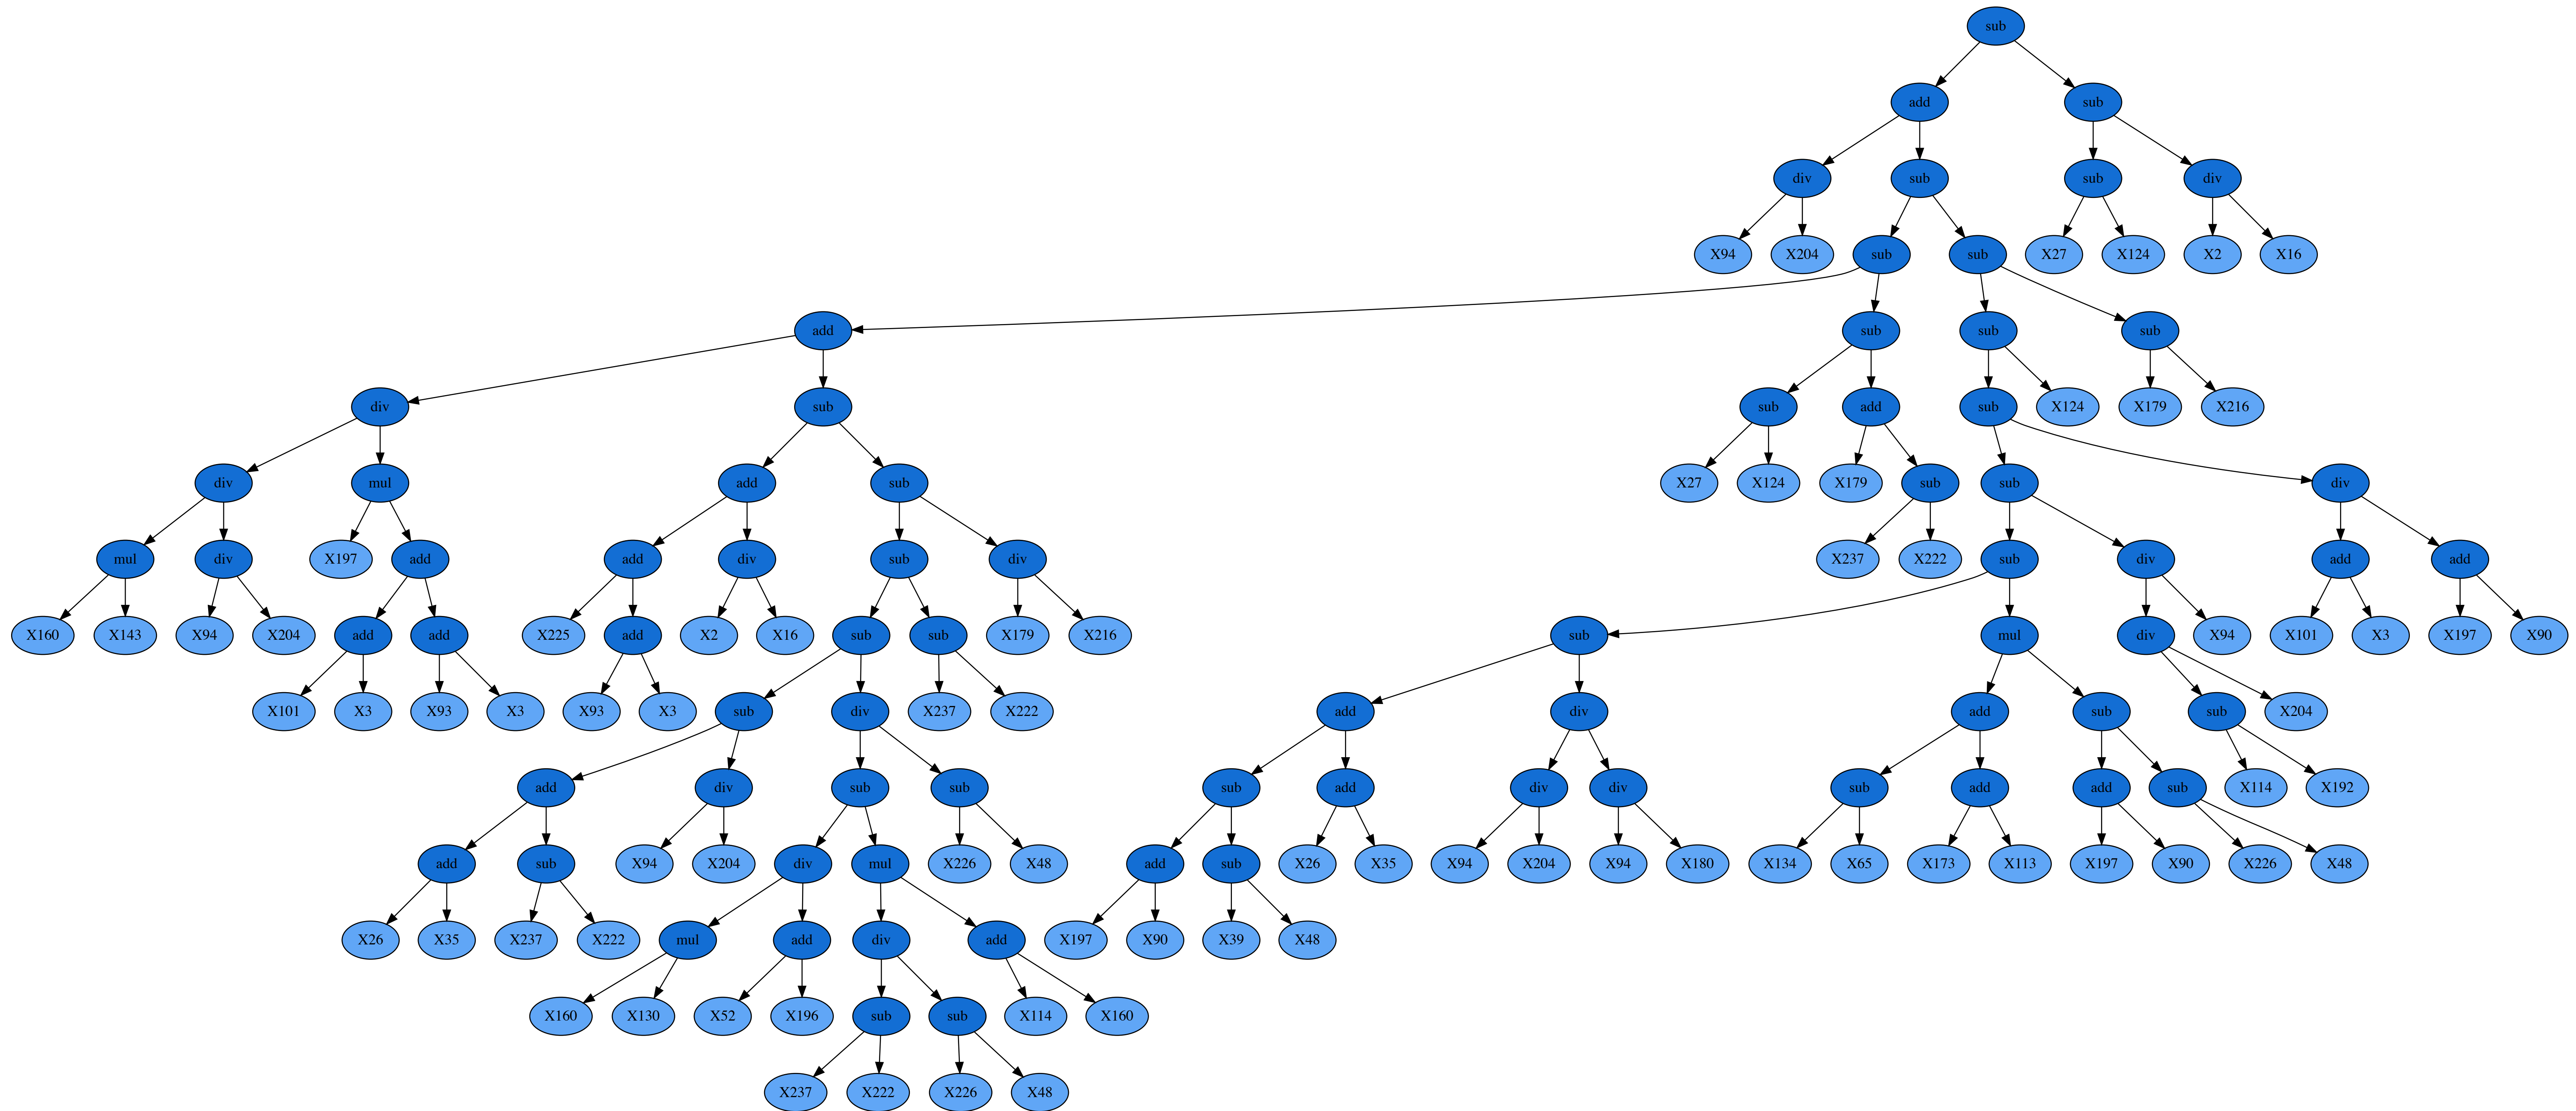 sub
add sub
div sub sub div
X94 X204 sub sub X27 X124 X2 X16
add sub sub sub
div sub sub add sub X124 X179 X216
div mul add sub X27 X124 X179 sub sub div
mul div X197 add add div sub div X237 X222 sub div add add
X160 X143 X94 X204 add add X225 add X2 X16 sub sub X179 X216 sub mul div X94 X101 X3 X197 X90
X101 X3 X93 X3 X93 X3 sub div X237 X222 add div add sub sub X204
add div sub sub sub add div div sub add add sub X114 X192
add sub X94 X204 div mul X226 X48 add sub X26 X35 X94 X204 X94 X180 X134 X65 X173 X113 X197 X90 X226 X48
X26 X35 X237 X222 mul add div add X197 X90 X39 X48
X160 X130 X52 X196 sub sub X114 X160
X237 X222 X226 X48